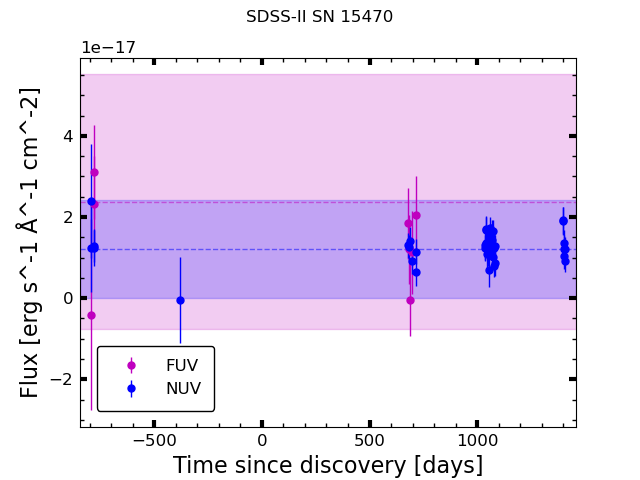 SDSS-II SN 15470
1e−17
Flux [erg s^-1 Å^-1 cm^-2]
4
2
0
−2
FUV
NUV
−500
0
500
1000
Time since discovery [days]